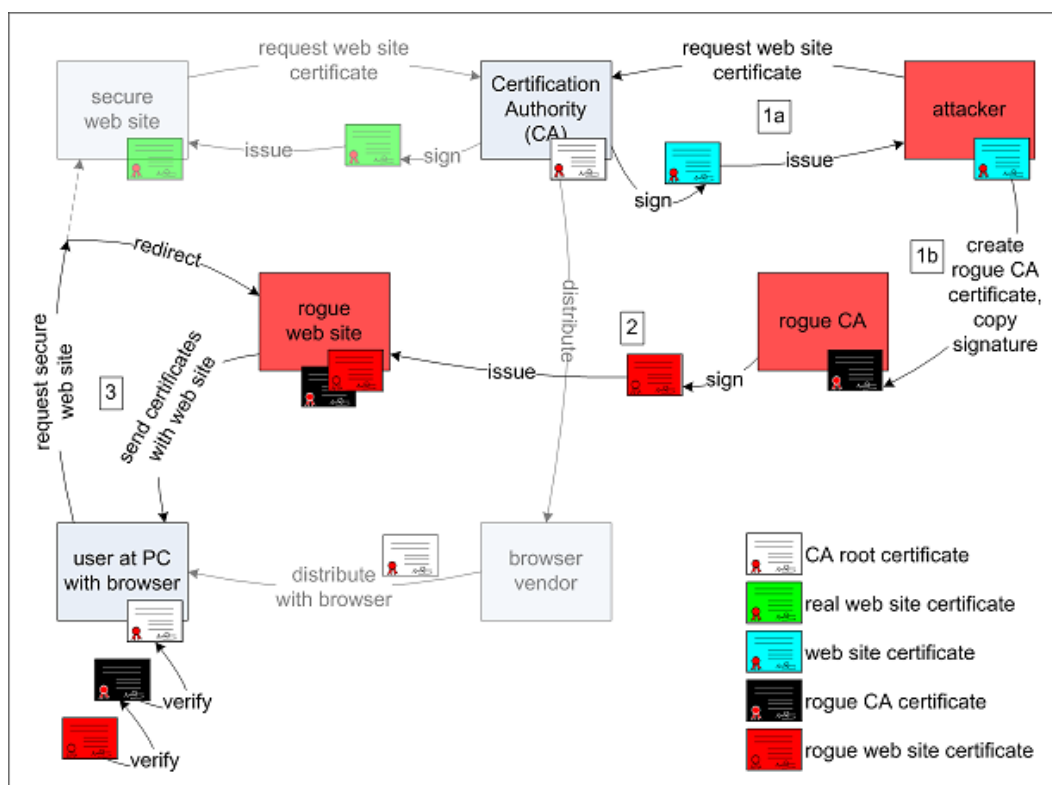 request web site
certificate
secure
web site
issue
sign
Certification
Authority
(CA)
request web site
certificate
1a
attacker
issue
sign
redirect
rogue
web site
distribute
2
issue
sign
rogue CA
1b
create
rogue CA
certificate,
copy
signature
request secure
web site
3
send certificates
with web site
user at PC
with browser
distribute
with browser
browser
vendor
verify
verify
CA root certificate
real web site certificate
web site certificate
rogue CA certificate
rogue web site certificate